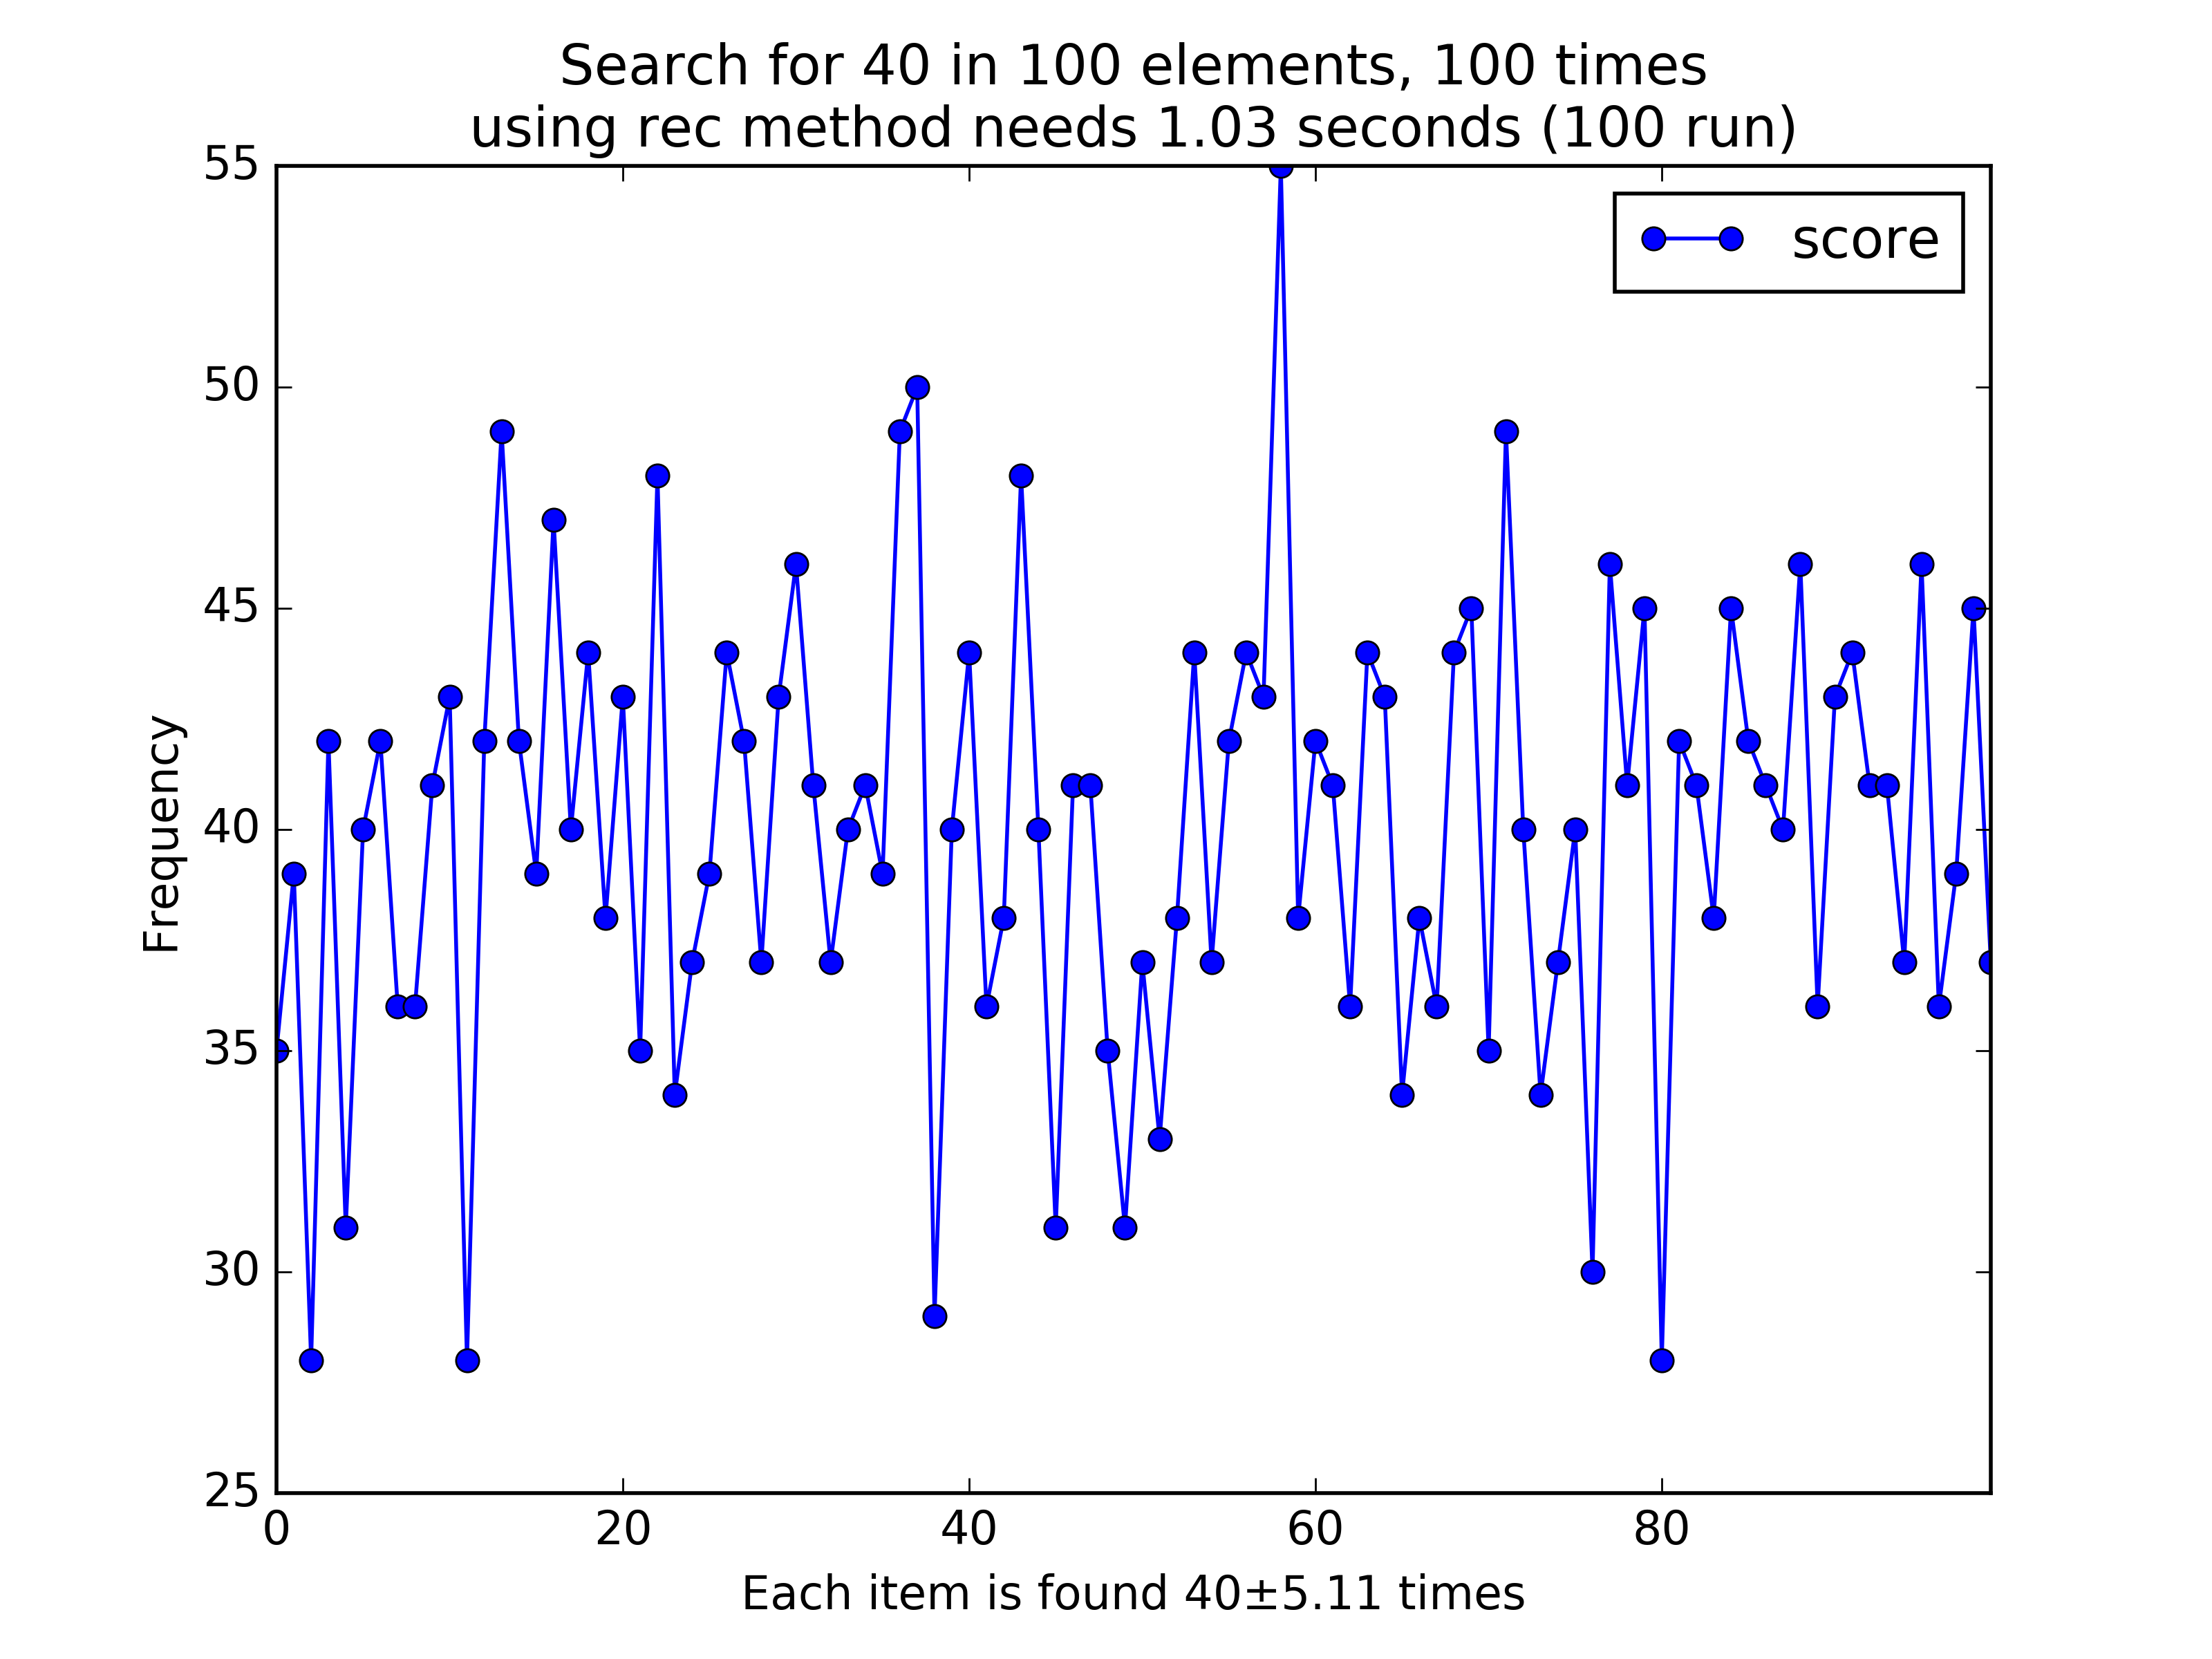 Search for 40 in 100 elements, 100 times
using rec method needs 1.03 seconds (100 run)
55
score
50
45
40
35
30
25
Frequency
0 20 40 60 80
Each item is found 40±5.11 times